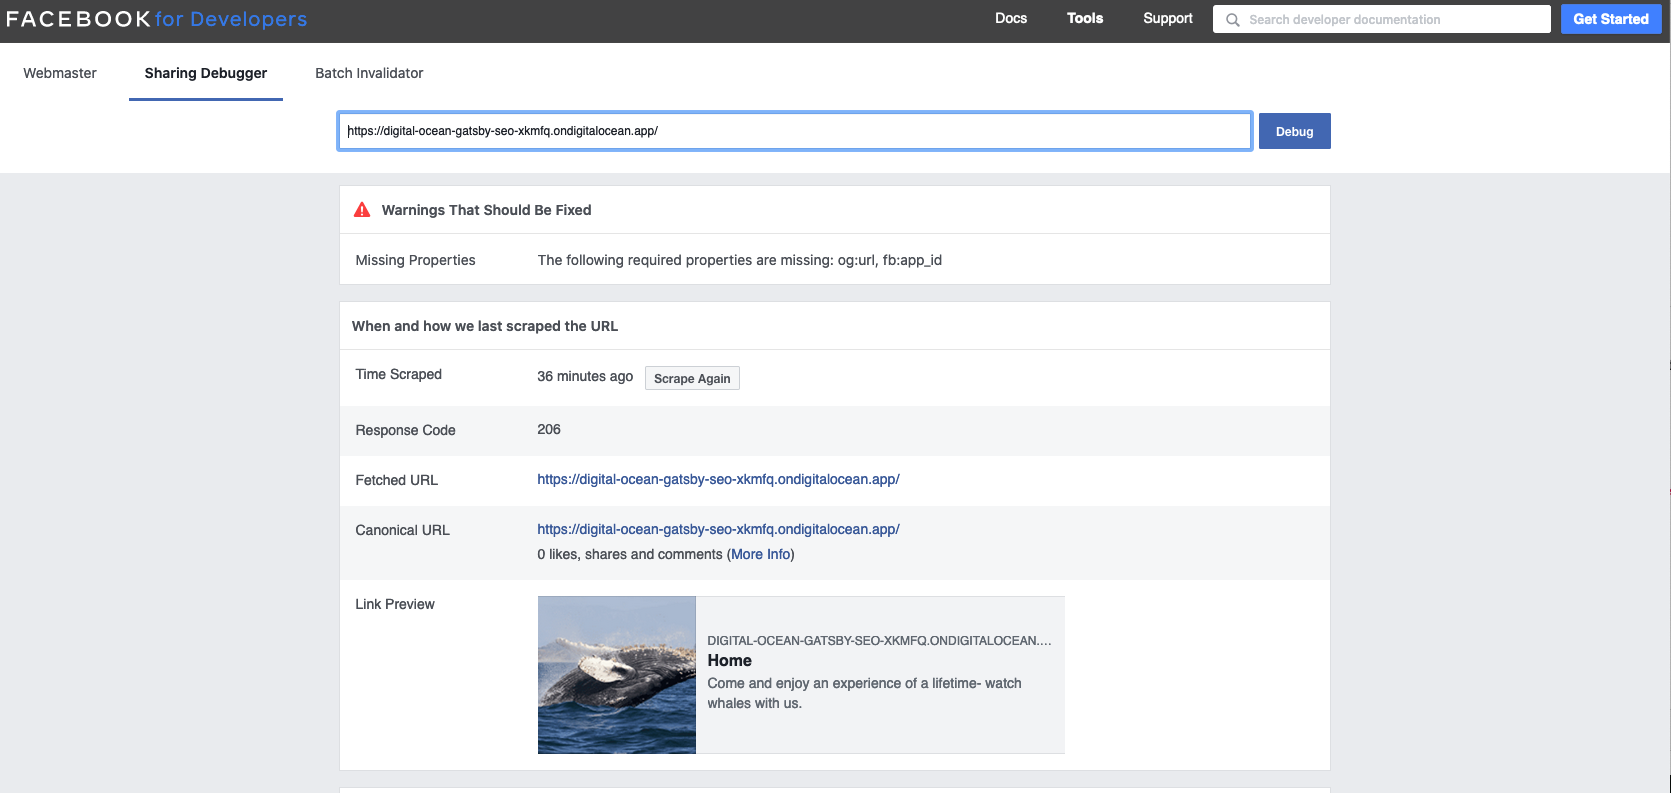 FACEBOOK for Developers
Docs Tools Support Search developer documentation Get Started
Webmaster Sharing Debugger Batch Invalidator
https://digital-ocean-gatsby-seo-xkmfq.ondigitalocean.app/ Debug
Warnings That Should Be Fixed
Missing Properties The following required properties are missing: og:url, fb:app_id
When and how we last scraped the URL
Time Scraped 36 minutes ago Scrape Again
Response Code 206
Fetched URL https://digital-ocean-gatsby-seo-xkmfq.ondigitalocean.app/
Canonical URL https://digital-ocean-gatsby-seo-xkmfq.ondigitalocean.app/
0 likes, shares and comments (More Info)
Link Preview
DIGITAL-OCEAN-GATSBY-SEO-XKMFQ.ONDIGITALOCEAN....
Home
Come and enjoy an experience of a lifetime- watch
whales with us.